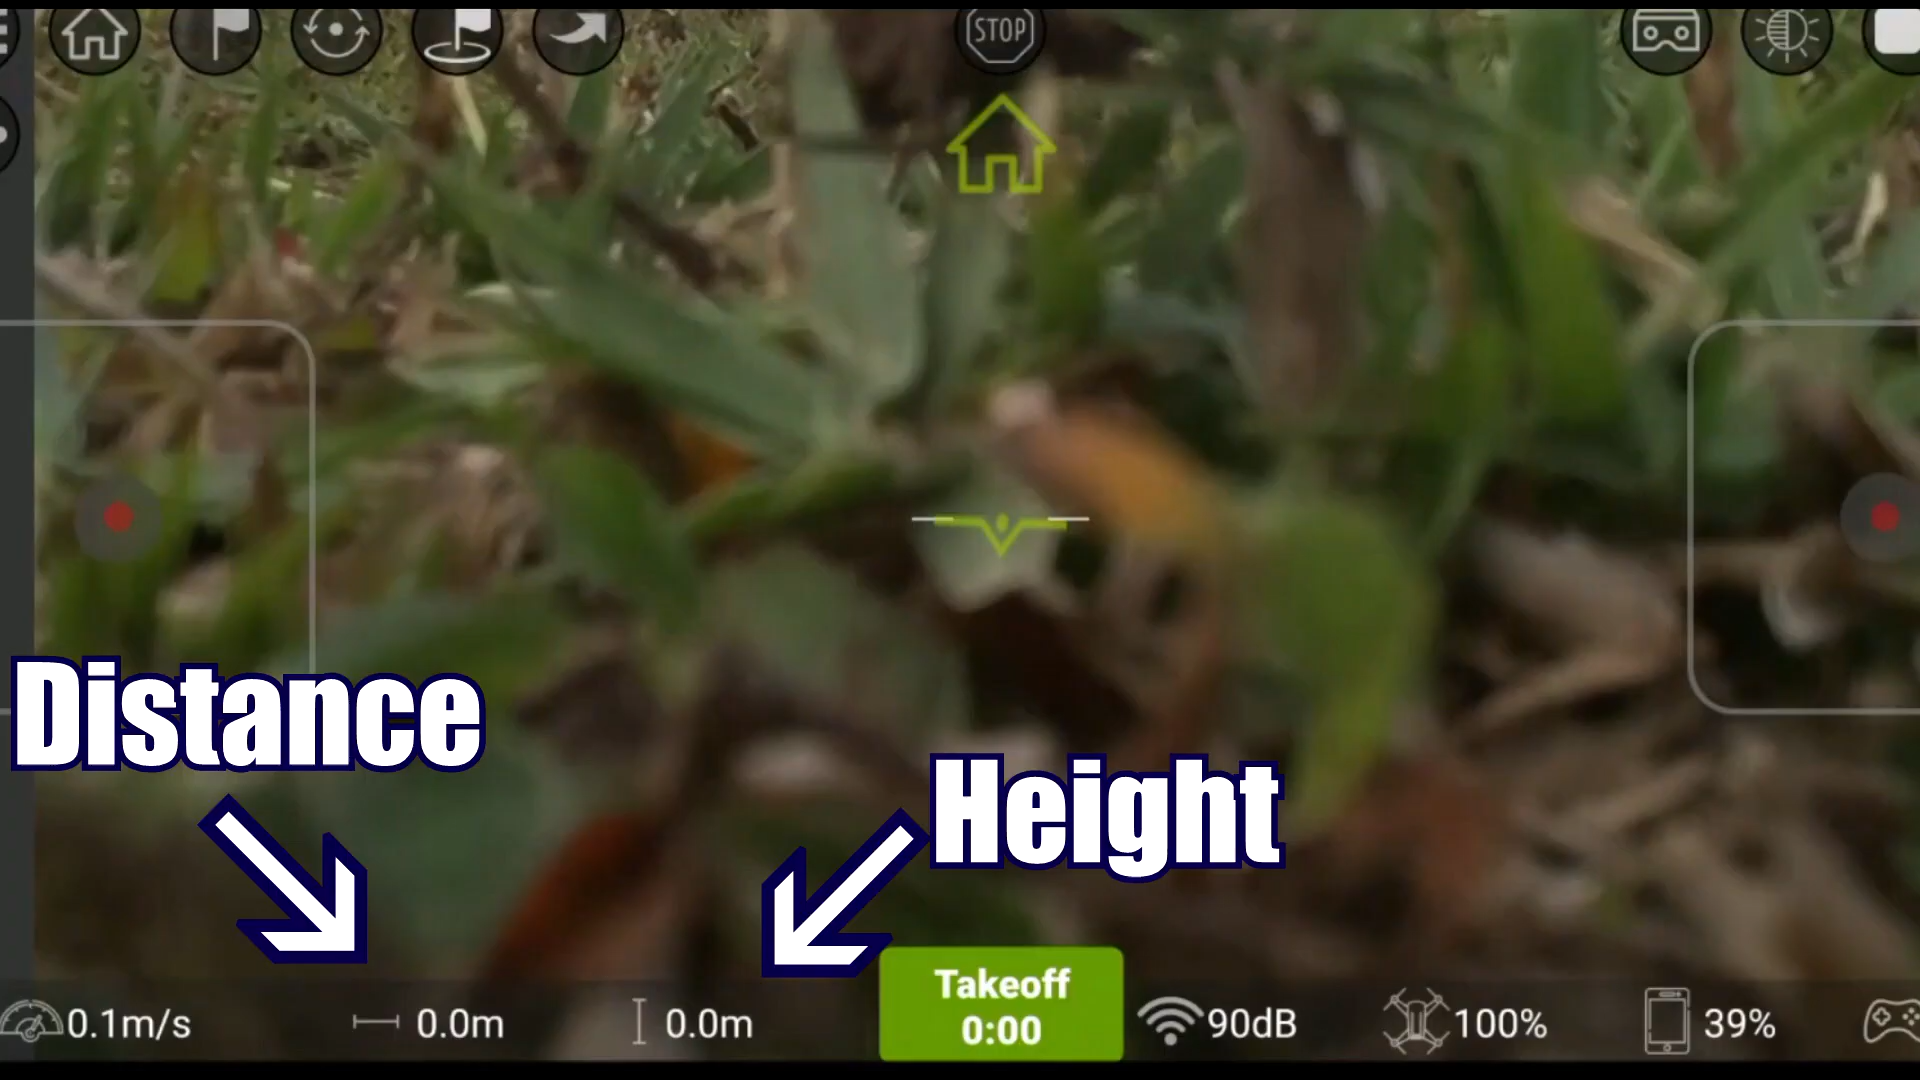 STOP
Distance
Height
0.1m/s
0.0m
0.0m
Takeoff
0:00
90dB
100%
39%